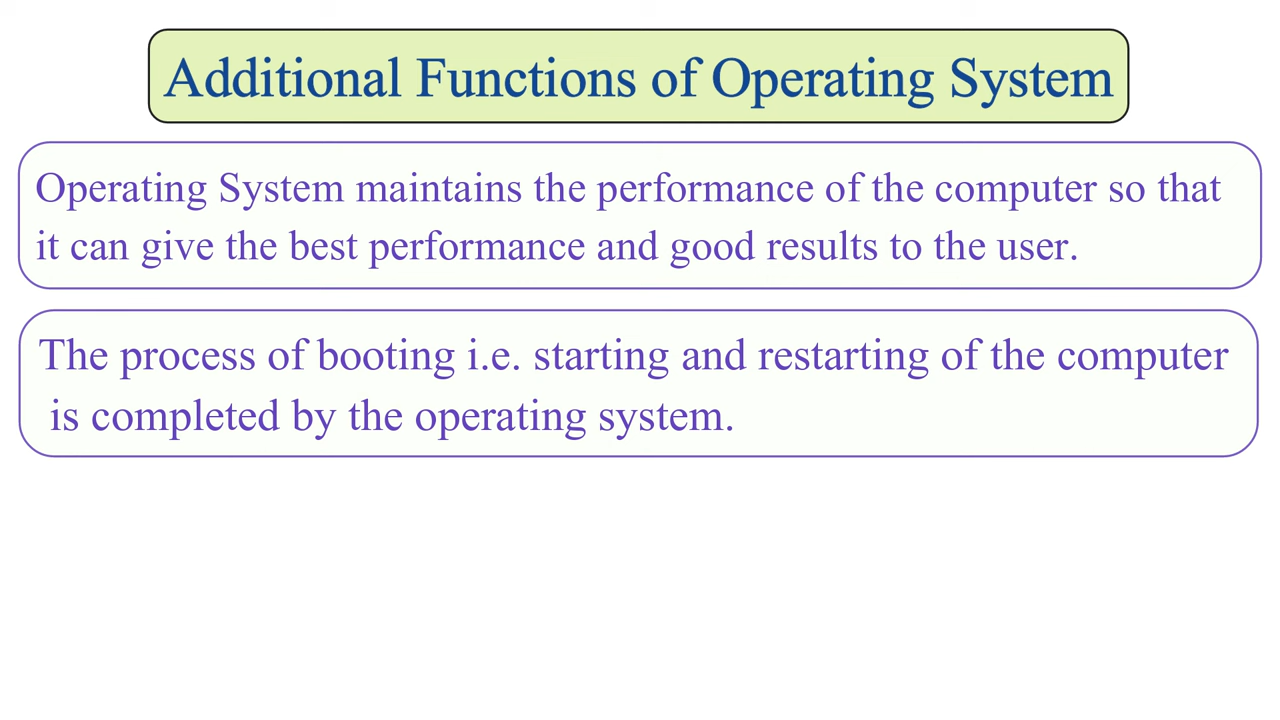 Additional Functions of Operating System
Operating System maintains the performance of the computer so that
it can give the best performance and good results to the user.
The process of booting i.e. starting and restarting of the computer
is completed by the operating system.